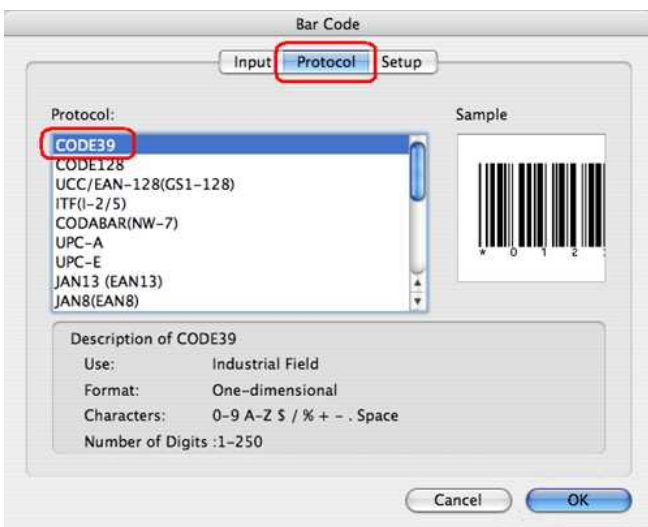 Bar Code
Input Protocol Setup
Protocol:
Sample
CODE39
CODE128
UCC/EAN-128(GS1-128)
ITF(I-2/5)
CODABAR(NW-7)
UPC-A
UPC-E
JAN13 (EAN13)
JAN8(EAN8)
* 0 1 2
Description of CODE39
Use: Industrial Field
Format: One-dimensional
Characters: 0-9 A-Z $ / % + - . Space
Number of Digits :1-250
Cancel OK